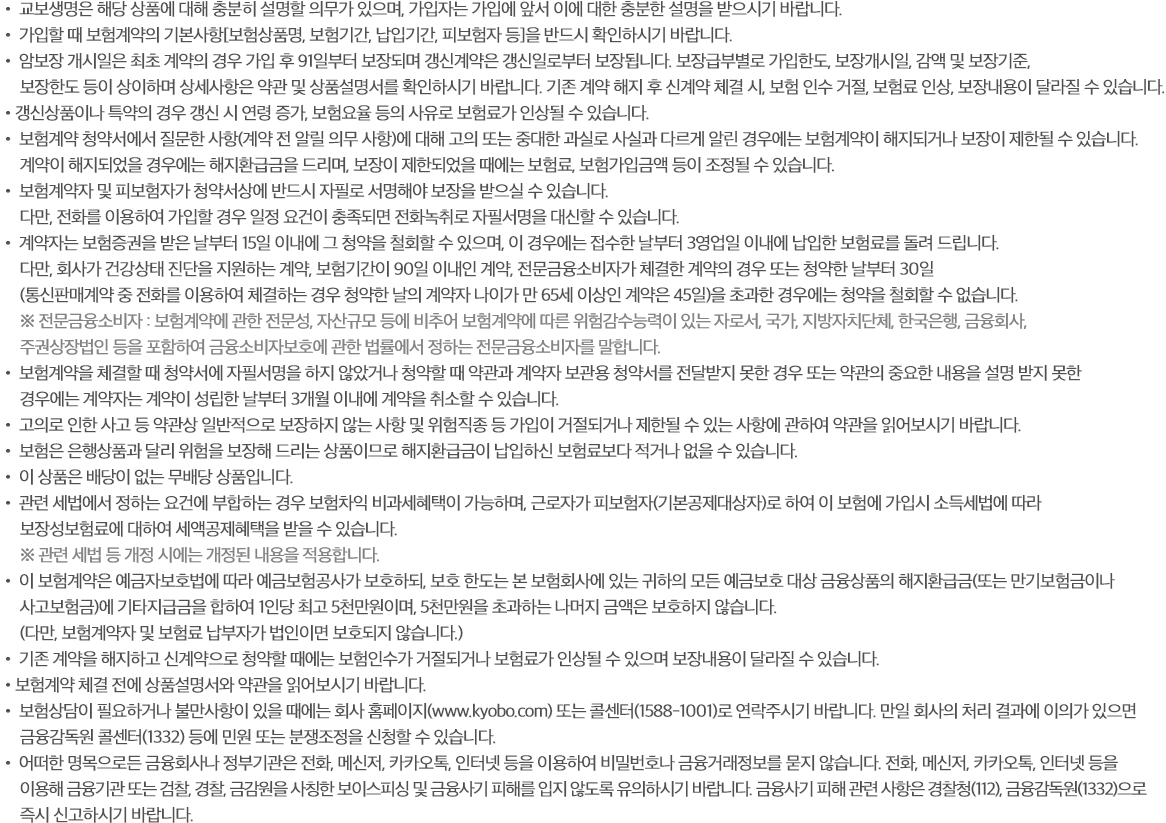 • 교보생명은 해당 상품에 대해 충분히 설명할 의무가 있으며, 가입자는 가입에 앞서 이에 대한 충분한 설명을 받으시기 바랍니다.
• 가입할 때 보험계약의 기본사항[보험상품명, 보험기간, 납입기간, 피보험자 등]을 반드시 확인하시기 바랍니다.
• 암보장 개시일은 최초 계약의 경우 가입 후 91일부터 보장되며 갱신계약은 갱신일로부터 보장됩니다. 보장급부별로 가입한도, 보장개시일, 감액 및 보장기준,
보장한도 등이 상이하며 상세사항은 약관 및 상품설명서를 확인하시기 바랍니다. 기존 계약 해지 후 신계약 체결 시, 보험 인수 거절, 보험료 인상, 보장내용이 달라질 수 있습니다.
• 갱신상품이나 특약의 경우 갱신 시 연령 증가, 보험요율 등의 사유로 보험료가 인상될 수 있습니다.
• 보험계약 청약서에서 질문한 사항(계약 전 알릴 의무 사항)에 대해 고의 또는 중대한 과실로 사실과 다르게 알린 경우에는 보험계약이 해지되거나 보장이 제한될 수 있습니다.
계약이 해지되었을 경우에는 해지환급금을 드리며, 보장이 제한되었을 때에는 보험료, 보험가입금액 등이 조정될 수 있습니다.
• 보험계약자 및 피보험자가 청약서상에 반드시 자필로 서명해야 보장을 받으실 수 있습니다.
다만, 전화를 이용하여 가입할 경우 일정 요건이 충족되면 전화녹취로 자필서명을 대신할 수 있습니다.
• 계약자는 보험증권을 받은 날부터 15일 이내에 그 청약을 철회할 수 있으며, 이 경우에는 접수한 날부터 3영업일 이내에 납입한 보험료를 돌려 드립니다.
다만, 회사가 건강상태 진단을 지원하는 계약, 보험기간이 90일 이내인 계약, 전문금융소비자가 체결한 계약의 경우 또는 청약한 날부터 30일
(통신판매계약 중 전화를 이용하여 체결하는 경우 청약한 날의 계약자 나이가 만 65세 이상인 계약은 45일)을 초과한 경우에는 청약을 철회할 수 없습니다.
※ 전문금융소비자 : 보험계약에 관한 전문성, 자산규모 등에 비추어 보험계약에 따른 위험감수능력이 있는 자로서, 국가, 지방자치단체, 한국은행, 금융회사,
주권상장법인 등을 포함하여 금융소비자보호에 관한 법률에서 정하는 전문금융소비자를 말합니다.
• 보험계약을 체결할 때 청약서에 자필서명을 하지 않았거나 청약할 때 약관과 계약자 보관용 청약서를 전달받지 못한 경우 또는 약관의 중요한 내용을 설명 받지 못한
경우에는 계약자는 계약이 성립한 날부터 3개월 이내에 계약을 취소할 수 있습니다.
• 고의로 인한 사고 등 약관상 일반적으로 보장하지 않는 사항 및 위험직종 등 가입이 거절되거나 제한될 수 있는 사항에 관하여 약관을 읽어보시기 바랍니다.
• 보험은 은행상품과 달리 위험을 보장해 드리는 상품이므로 해지환급금이 납입하신 보험료보다 적거나 없을 수 있습니다.
• 이 상품은 배당이 없는 무배당 상품입니다.
• 관련 세법에서 정하는 요건에 부합하는 경우 보험차익 비과세혜택이 가능하며, 근로자가 피보험자(기본공제대상자)로 하여 이 보험에 가입시 소득세법에 따라
보장성보험료에 대하여 세액공제혜택을 받을 수 있습니다.
※ 관련 세법 등 개정 시에는 개정된 내용을 적용합니다.
• 이 보험계약은 예금자보호법에 따라 예금보험공사가 보호하되, 보호 한도는 본 보험회사에 있는 귀하의 모든 예금보호 대상 금융상품의 해지환급금(또는 만기보험금이나
사고보험금)에 기타지급금을 합하여 1인당 최고 5천만원이며, 5천만원을 초과하는 나머지 금액은 보호하지 않습니다.
(다만, 보험계약자 및 보험료 납부자가 법인이면 보호되지 않습니다.)
• 기존 계약을 해지하고 신계약으로 청약할 때에는 보험인수가 거절되거나 보험료가 인상될 수 있으며 보장내용이 달라질 수 있습니다.
• 보험계약 체결 전에 상품설명서와 약관을 읽어보시기 바랍니다.
• 보험상담이 필요하거나 불만사항이 있을 때에는 회사 홈페이지(www.kyobo.com) 또는 콜센터(1588-1001)로 연락주시기 바랍니다. 만일 회사의 처리 결과에 이의가 있으면
금융감독원 콜센터(1332) 등에 민원 또는 분쟁조정을 신청할 수 있습니다.
• 어떠한 명목으로든 금융회사나 정부기관은 전화, 메신저, 카카오톡, 인터넷 등을 이용하여 비밀번호나 금융거래정보를 묻지 않습니다. 전화, 메신저, 카카오톡, 인터넷 등을
이용해 금융기관 또는 검찰, 경찰, 금감원을 사칭한 보이스피싱 및 금융사기 피해를 입지 않도록 유의하시기 바랍니다. 금융사기 피해 관련 사항은 경찰청(112), 금융감독원(1332)으로
즉시 신고하시기 바랍니다.